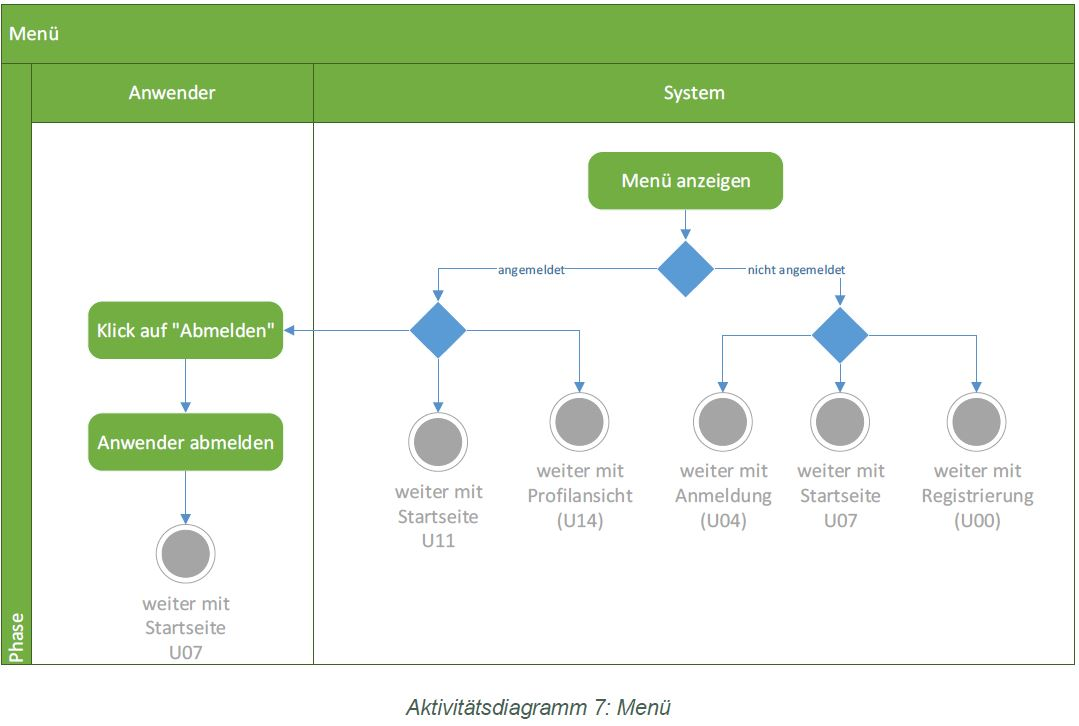 Menü
Anwender
System
Menü anzeigen
angemeldet
nicht angemeldet
Klick auf "Abmelden"
Anwender abmelden
weiter mit
Startseite
U11
weiter mit
Profilansicht
(U14)
weiter mit
Anmeldung
(U04)
weiter mit
Startseite
U07
weiter mit
Registrierung
(U00)
weiter mit
Startseite
U07
Phase
Aktivitätsdiagramm 7: Menü